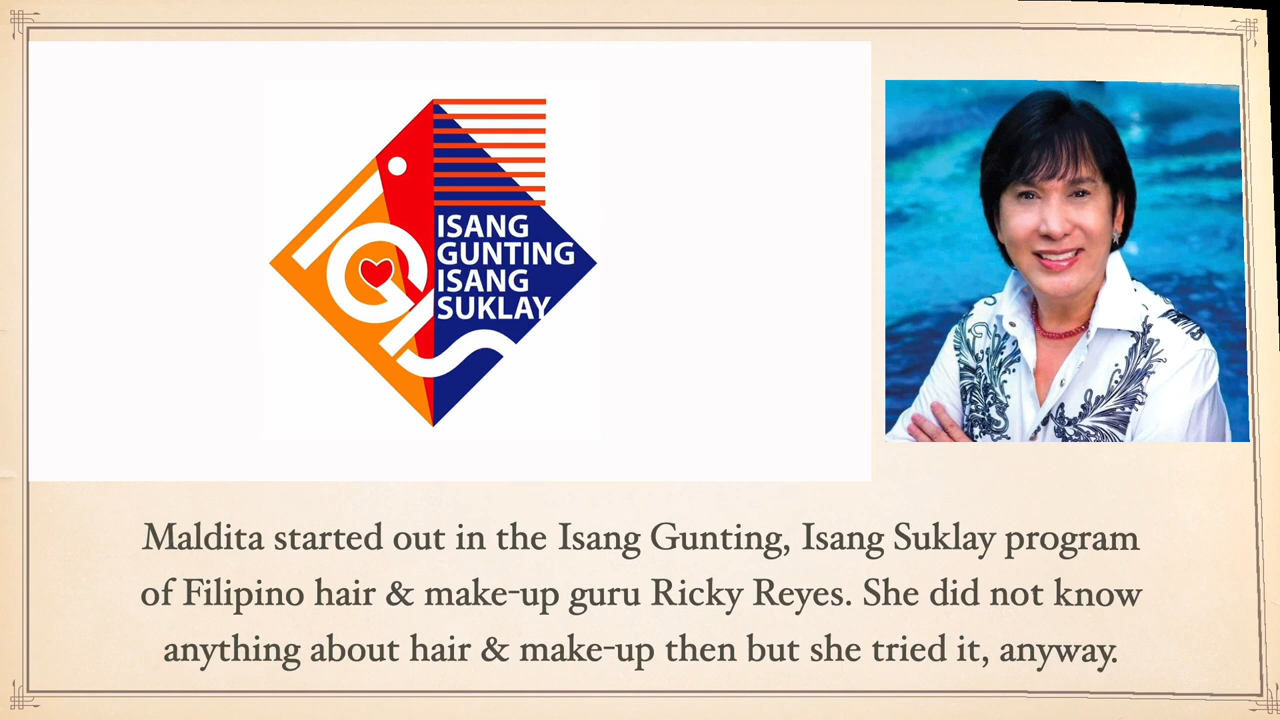 IGIS
ISANG
GUNTING
ISANG
SUKLAY
Maldita started out in the Isang Gunting, Isang Suklay program
of Filipino hair & make-up guru Ricky Reyes. She did not know
anything about hair & make-up then but she tried it, anyway.